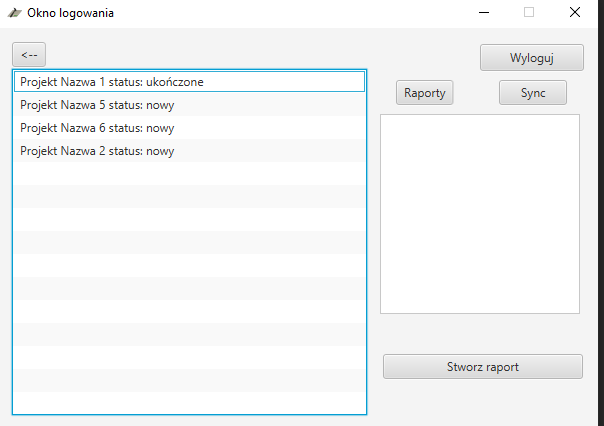 Okno logowania
<--
Wyloguj
Raporty
Sync
Projekt Nazwa 1 status: ukończone
Projekt Nazwa 5 status: nowy
Projekt Nazwa 6 status: nowy
Projekt Nazwa 2 status: nowy
Stworz raport